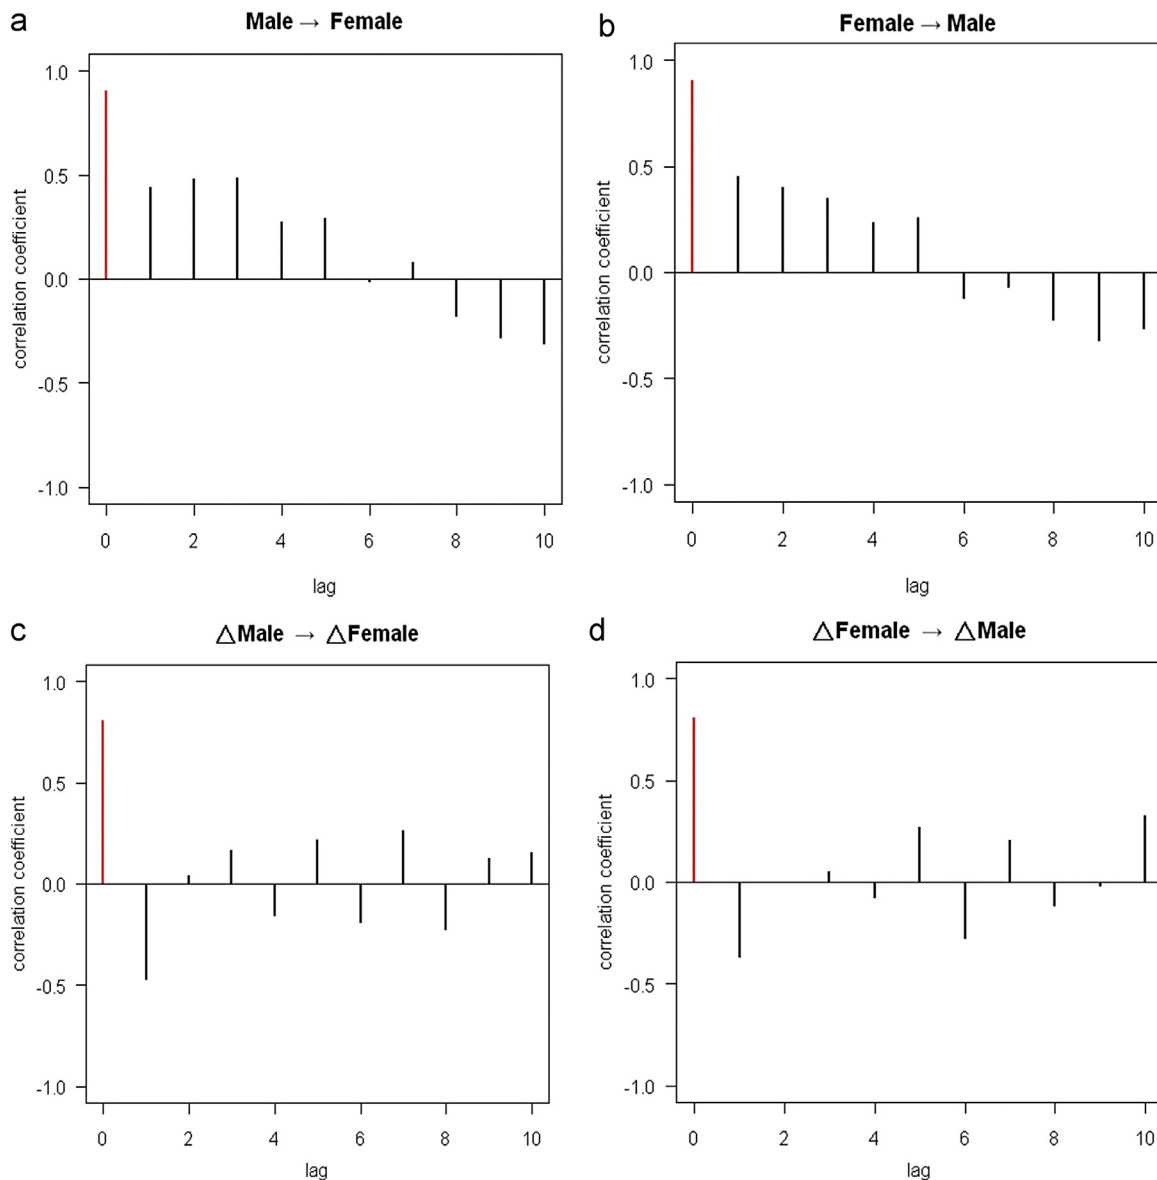 a
Male → Female
correlation coefficient
1.0
0.5
0.0
-0.5
-1.0
0 2 4 6 8 10
lag
b
Female → Male
correlation coefficient
1.0
0.5
0.0
-0.5
-1.0
0 2 4 6 8 10
lag
c
△Male → △Female
correlation coefficient
1.0
0.5
0.0
-0.5
-1.0
0 2 4 6 8 10
lag
d
△Female → △Male
correlation coefficient
1.0
0.5
0.0
-0.5
-1.0
0 2 4 6 8 10
lag